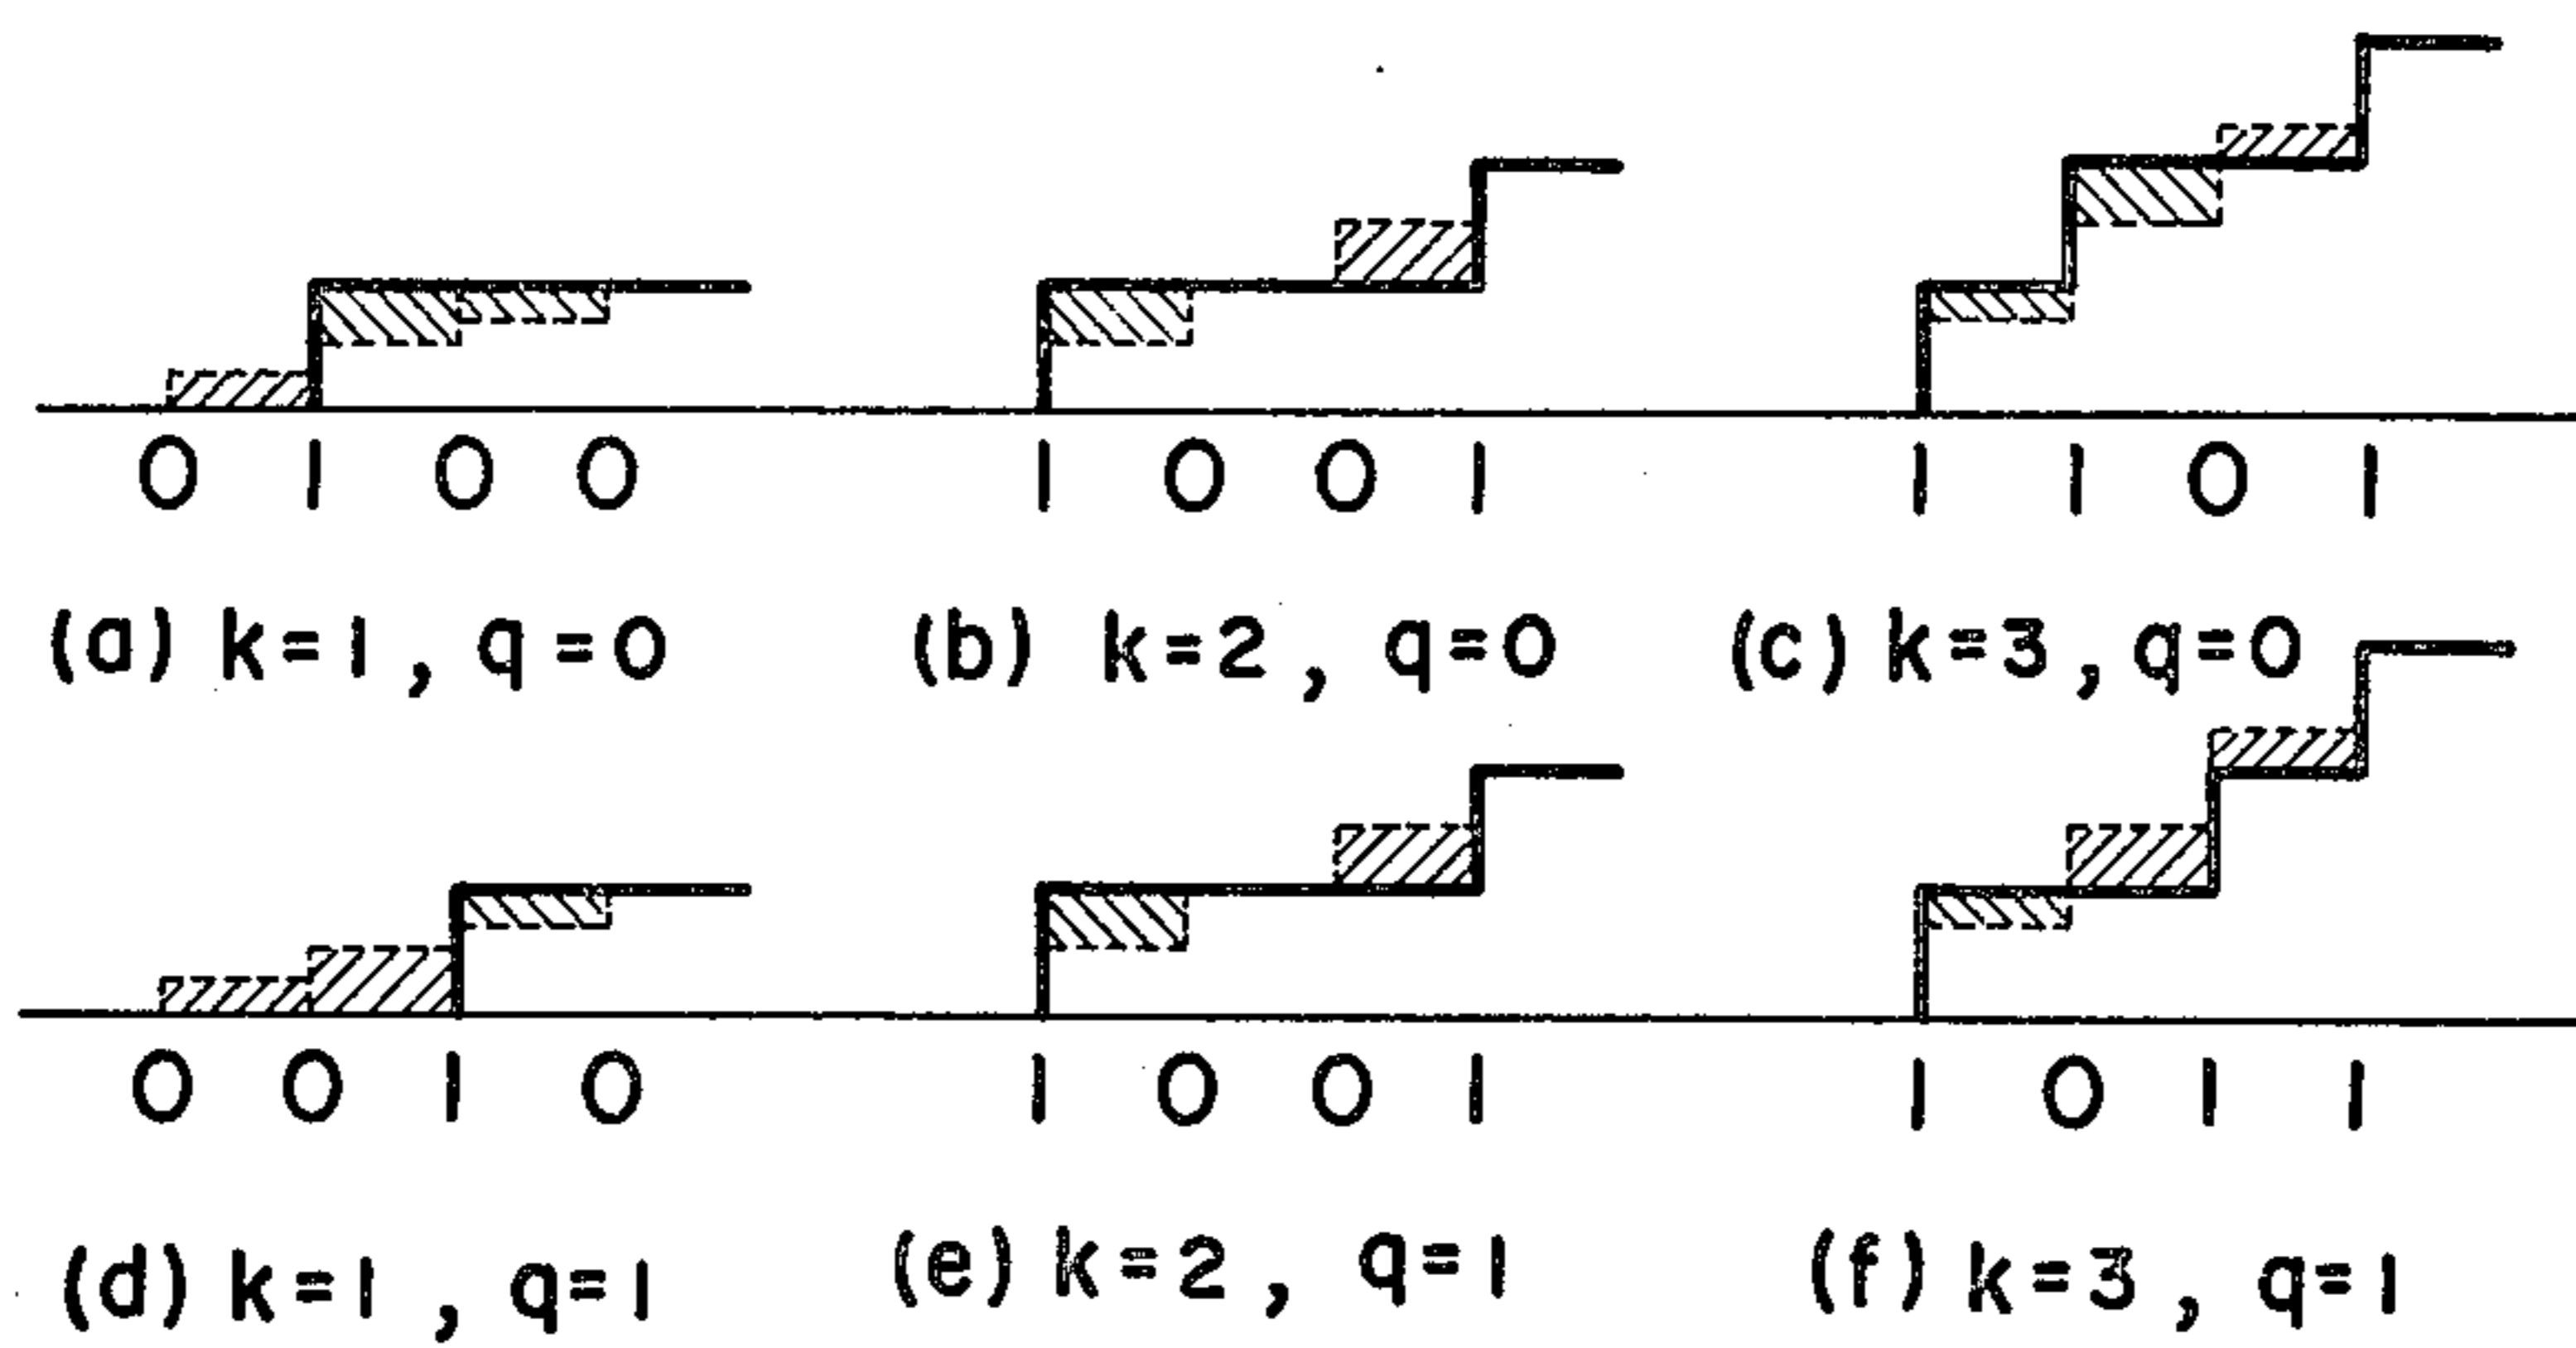 0 1 0 0 1 0 0 1 1 1 0 1
(a) k=1, q=0 (b) k=2, q=0 (c) k=3, q=0
0 0 1 0 1 0 0 1 1 0 1 1
(d) k=1, q=1 (e) k=2, q=1 (f) k=3, q=1